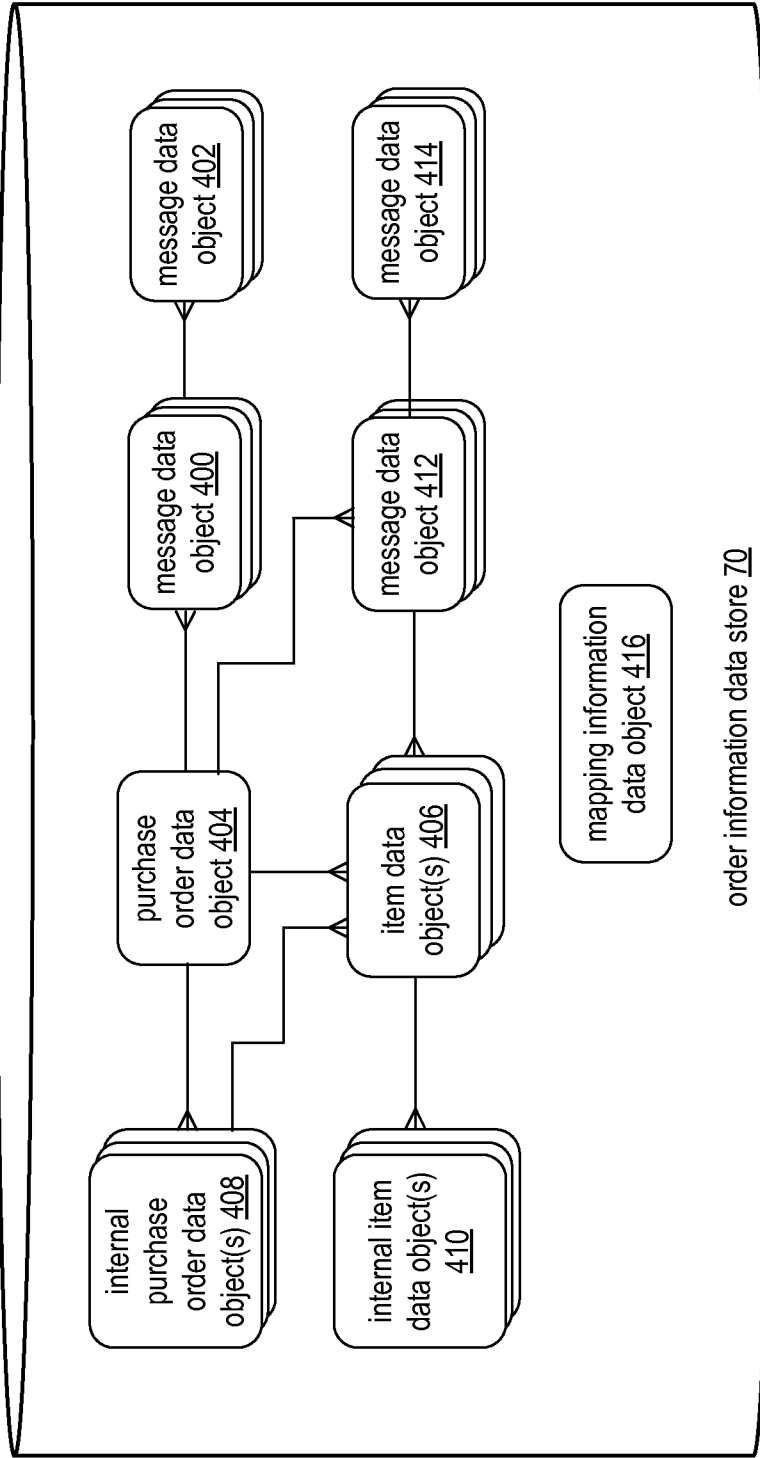 internal
purchase
order data
object(s) 408
purchase
order data
object 404
message data
object 400
message data
object 402
internal item
data object(s)
410
item data
object(s) 406
message data
object 412
message data
object 414
mapping information
data object 416
order information data store 70